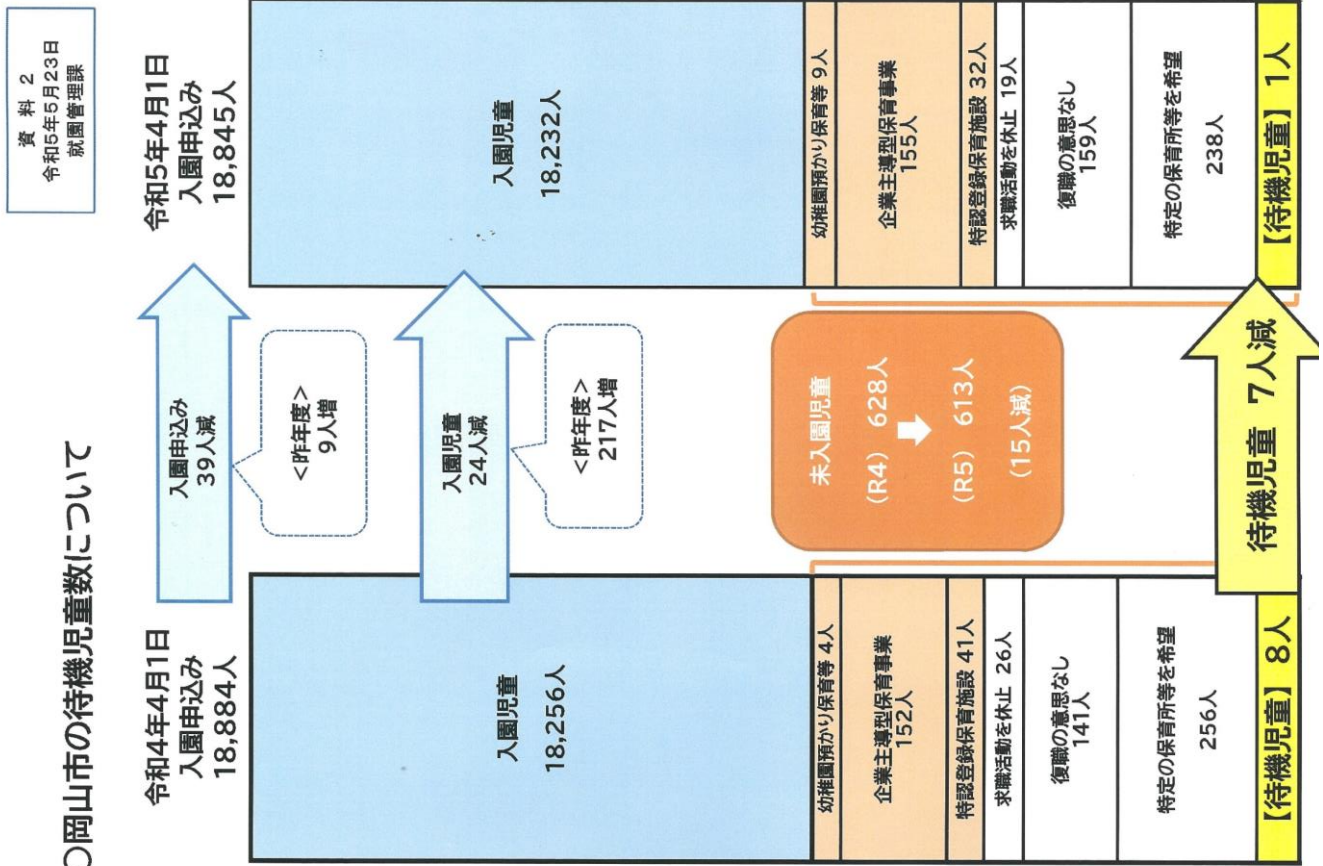 資 料 2
令和5年5月23日
就園管理課
○岡山市の待機児童数について
令和4年4月1日
入園申込み
18,884人
入園申込み
39人減
<昨年度>
9人増
令和5年4月1日
入園申込み
18,845人
入園児童
18,256人
入園児童
24人減
<昨年度>
217人増
入園児童
18,232人
幼稚園預かり保育等 4人
企業主導型保育事業
152人
特認登録保育施設 41人
求職活動を休止 26人
復職の意思なし
141人
特定の保育所等を希望
256人
【待機児童】 8人
未入園児童
(R4) 628人
(R5) 613人
(15人減)
待機児童 7人減
幼稚園預かり保育等 9人
企業主導型保育事業
155人
特認登録保育施設 32人
求職活動を休止 19人
復職の意思なし
159人
特定の保育所等を希望
238人
【待機児童】 1人